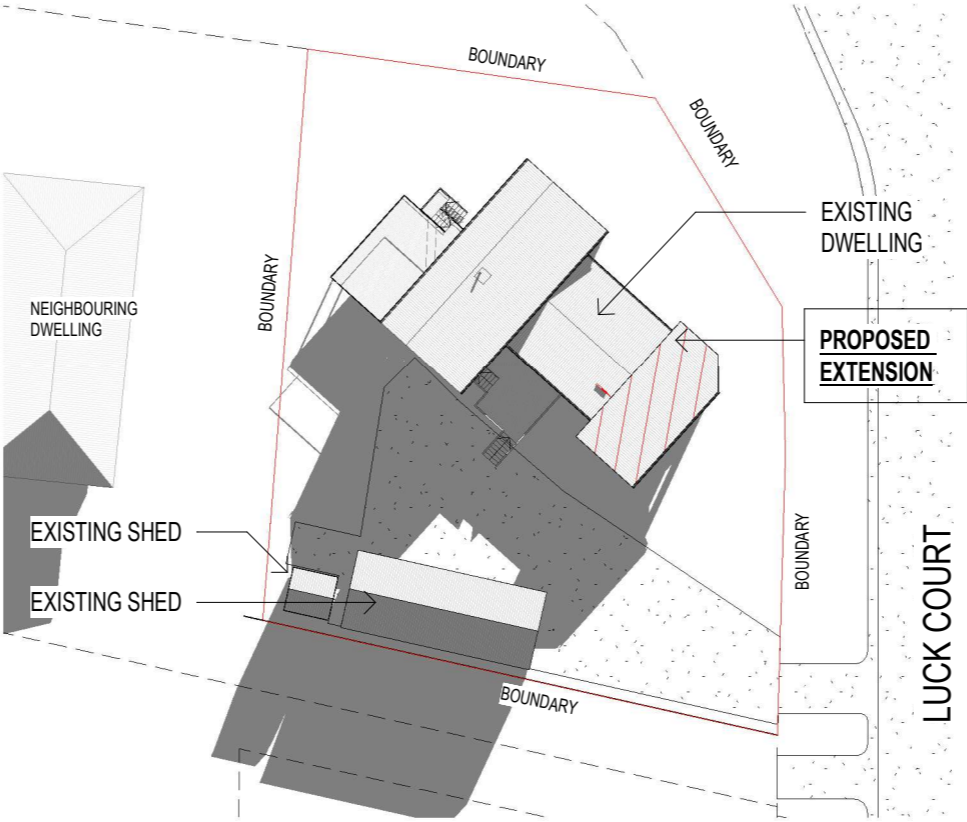 BOUNDARY
BOUNDARY
EXISTING
DWELLING
BOUNDARY
NEIGHBOURING
DWELLING
PROPOSED
EXTENSION
EXISTING SHED
BOUNDARY
EXISTING SHED
LUCK COURT
BOUNDARY